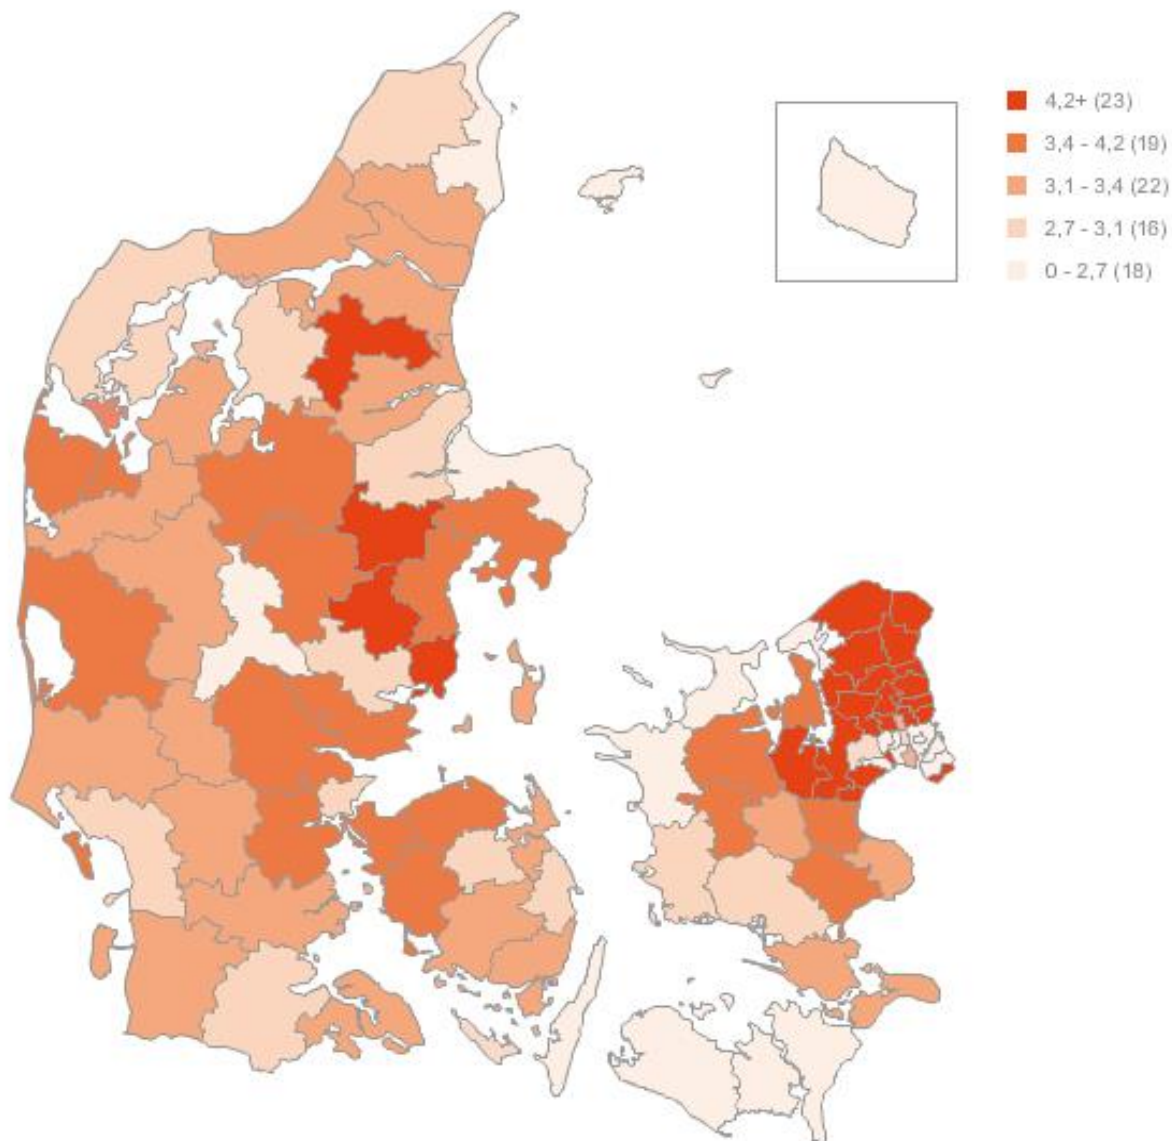 4,2+ (23)
3,4 - 4,2 (19)
3,1 - 3,4 (22)
2,7 - 3,1 (16)
0 - 2,7 (18)